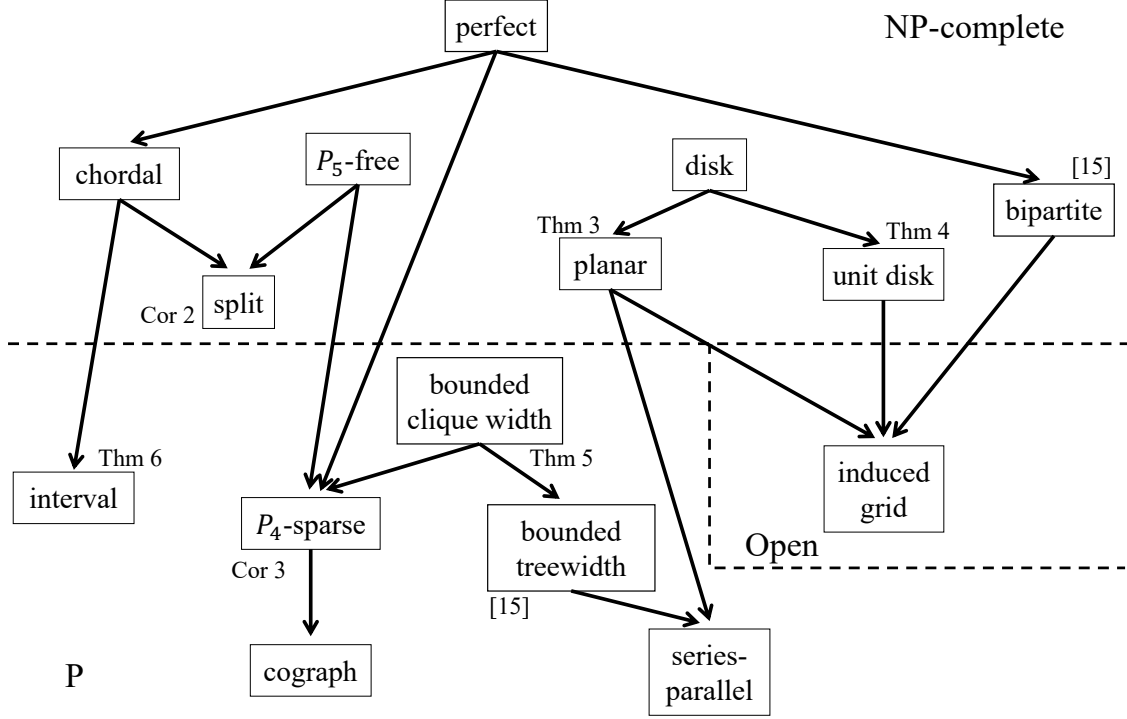 perfect
NP-complete
chordal
P₅-free
disk
[15]
bipartite
Thm 3
planar
Thm 4
unit disk
Cor 2
split
bounded
clique width
Thm 6
interval
Thm 5
induced
grid
P₄-sparse
bounded
treewidth
Open
Cor 3
[15]
cograph
series-
parallel
P